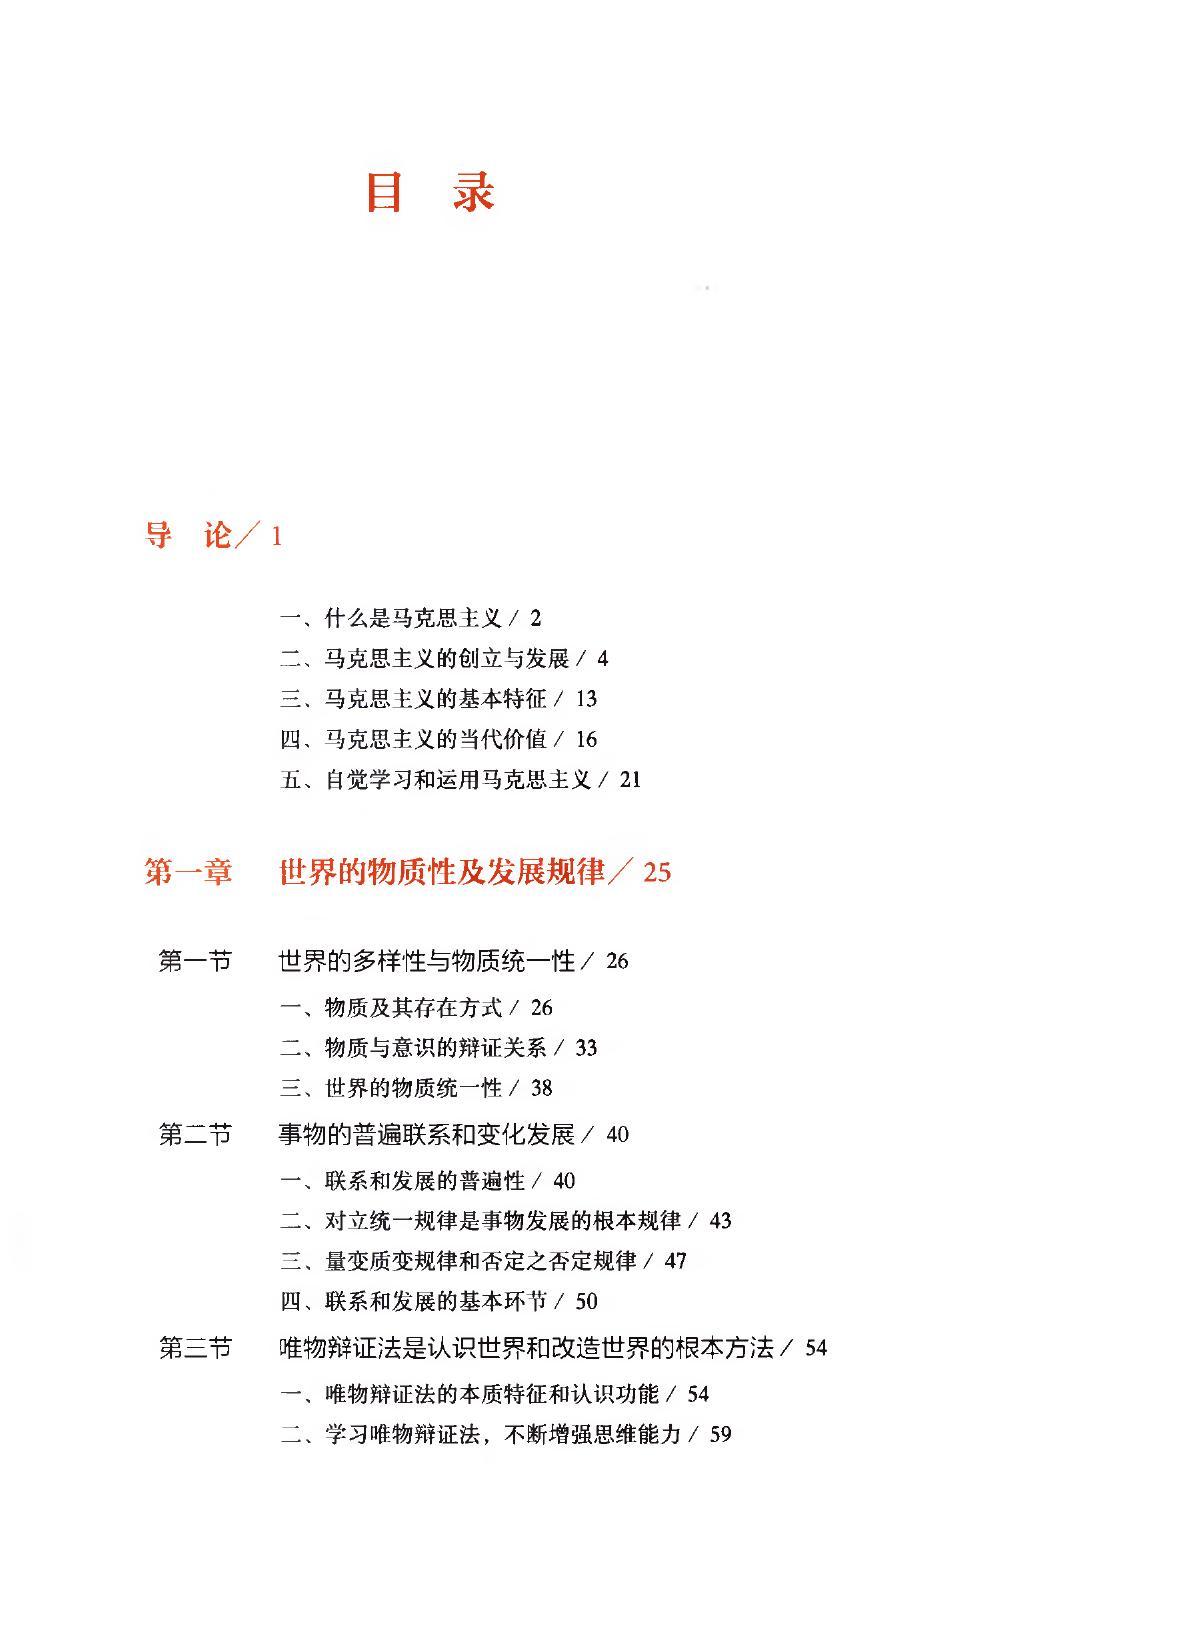 目 录
导 论／ 1
一、什么是马克思主义 / 2
二、马克思主义的创立与发展 / 4
三、马克思主义的基本特征 / 13
四、马克思主义的当代价值 / 16
五、自觉学习和运用马克思主义 / 21
第一章 世界的物质性及发展规律／ 25
第一节 世界的多样性与物质统一性 / 26
一、物质及其存在方式 / 26
二、物质与意识的辩证关系 / 33
三、世界的物质统一性 / 38
第二节 事物的普遍联系和变化发展 / 40
一、联系和发展的普遍性 / 40
二、对立统一规律是事物发展的根本规律 / 43
三、量变质变规律和否定之否定规律 / 47
四、联系和发展的基本环节 / 50
第三节 唯物辩证法是认识世界和改造世界的根本方法 / 54
一、唯物辩证法的本质特征和认识功能 / 54
二、学习唯物辩证法，不断增强思维能力 / 59